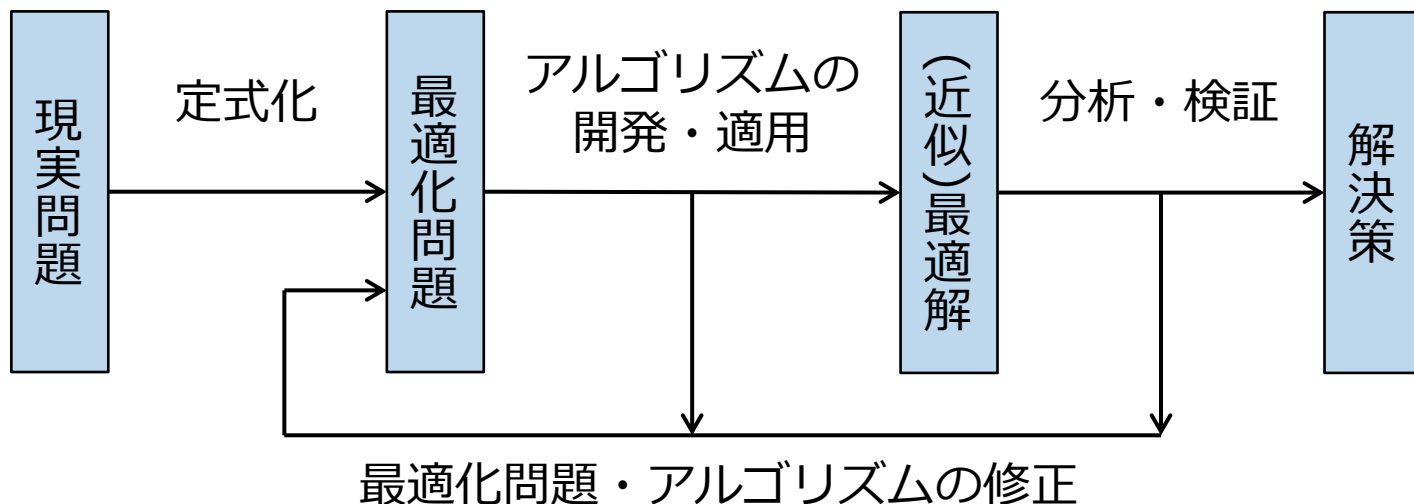 現実問題
定式化
最適化問題
アルゴリズムの
開発・適用
(近似)最適解
分析・検証
解決策
最適化問題・アルゴリズムの修正